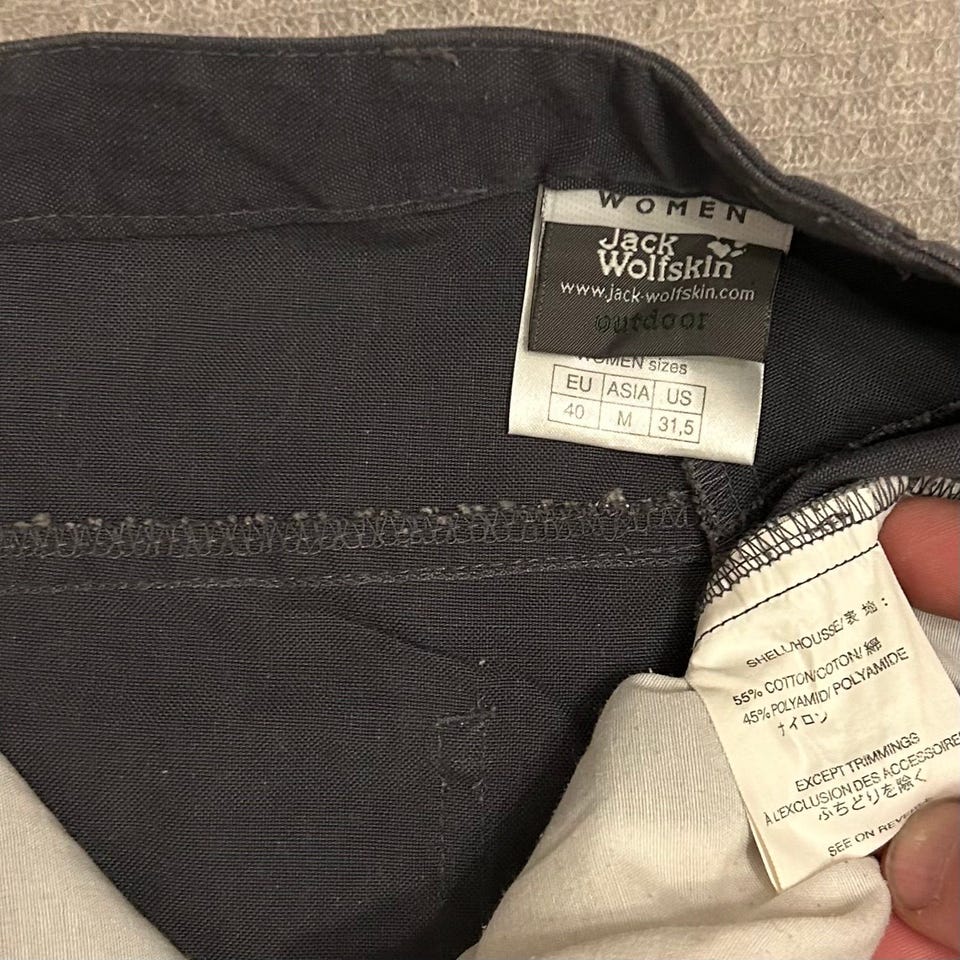 WOMEN
Jack
Wolfskin
www.jack-wolfskin.com
outdoor
WOMEN sizes
EU ASIA US
40 M 31,5
SHELL/HOUSSE/表地:
55% COTTON/COTON/綿
45% POLYAMID/POLYAMIDE
ナイロン
EXCEPT TRIMMINGS
À L'EXCLUSION DES ACCESSOIRE
ふちどりを除く
SEE ON REVE